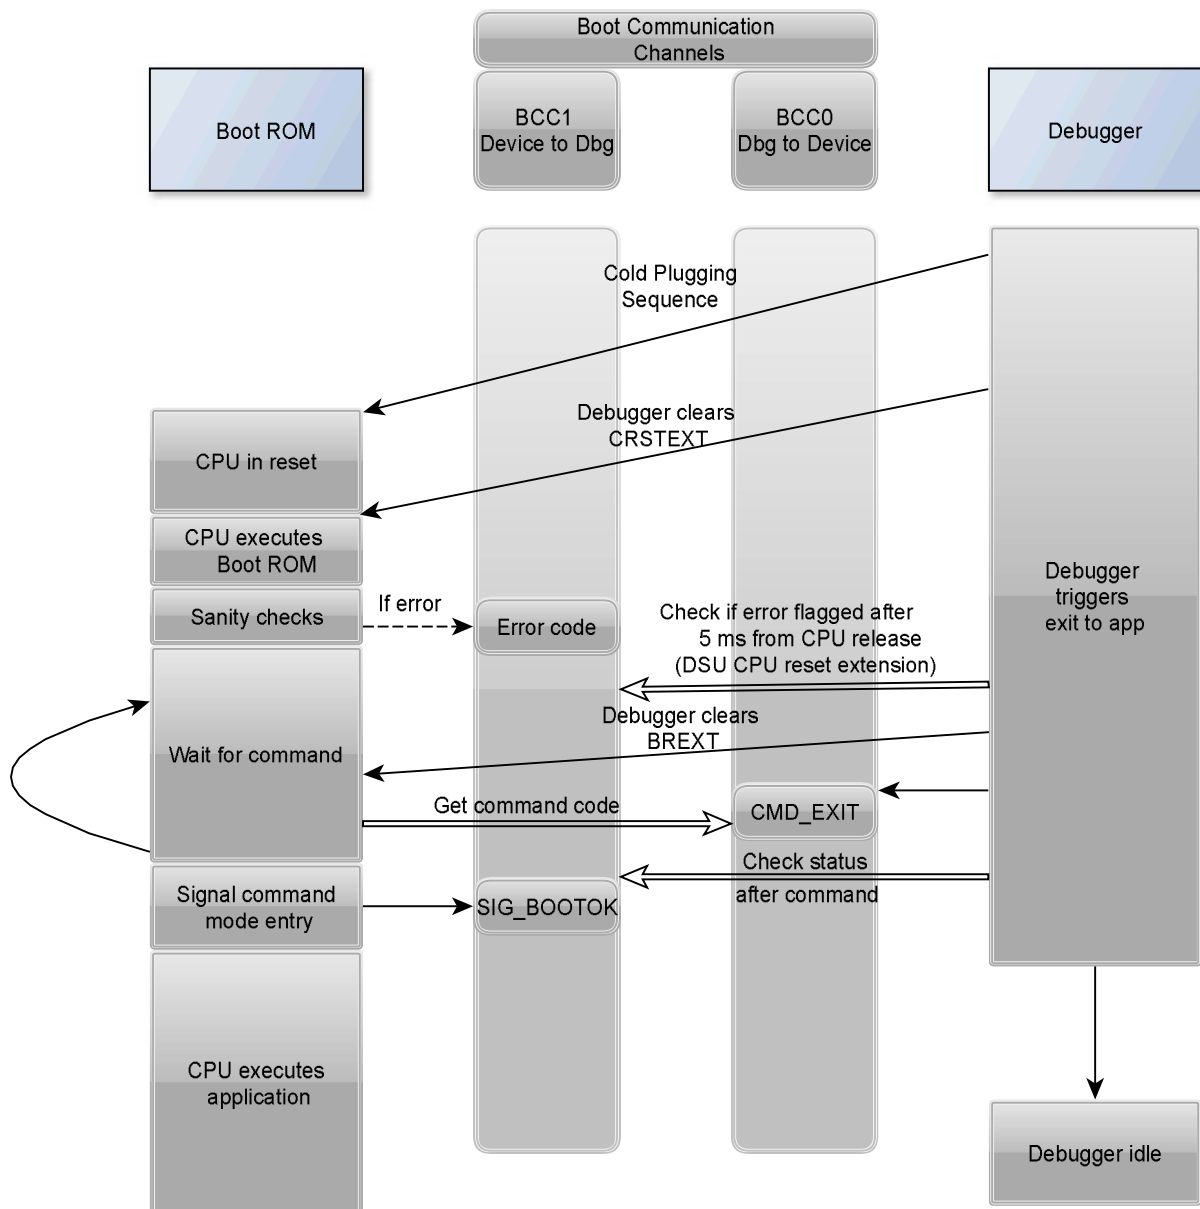 Boot Communication
Channels
Boot ROM
BCC1
Device to Dbg
BCC0
Dbg to Device
Debugger
Cold Plugging
Sequence
Debugger clears
CRSTEXT
CPU in reset
CPU executes
Boot ROM
Sanity checks
If error
Error code
Check if error flagged after
5 ms from CPU release
(DSU CPU reset extension)
Debugger
triggers
exit to app
Debugger clears
BREXT
Wait for command
Get command code
CMD_EXIT
Check status
after command
Signal command
mode entry
SIG_BOOTOK
CPU executes
application
Debugger idle